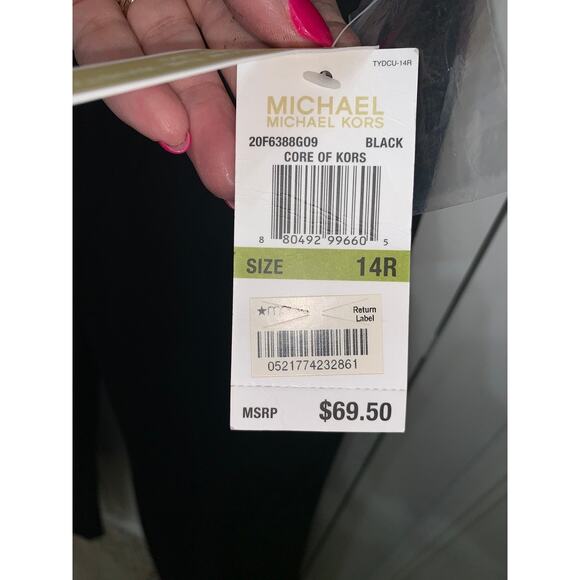 TYDCU-14R
MICHAEL
MICHAEL KORS
20F6388GO9 BLACK
CORE OF KORS
8 80492 99660 5
SIZE 14R
Return
Label
0521774232861
MSRP $69.50